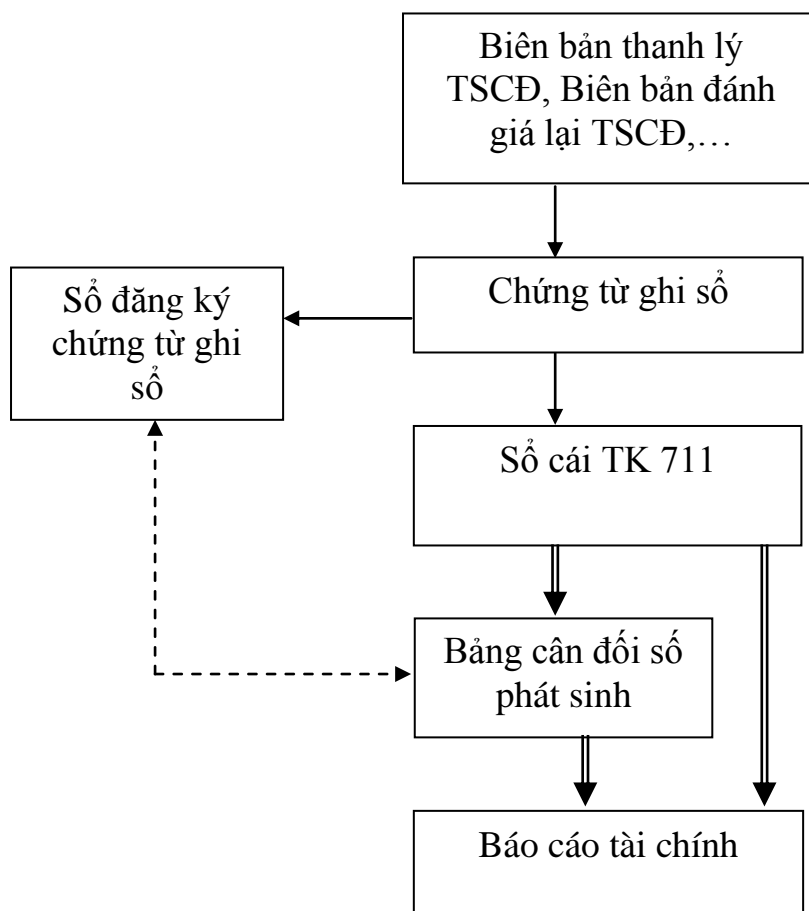 Biên bản thanh lý
TSCĐ, Biên bản đánh
giá lại TSCĐ,…
Chứng từ ghi sổ
Sổ đăng ký
chứng từ ghi
sổ
Sổ cái TK 711
Bảng cân đối số
phát sinh
Báo cáo tài chính